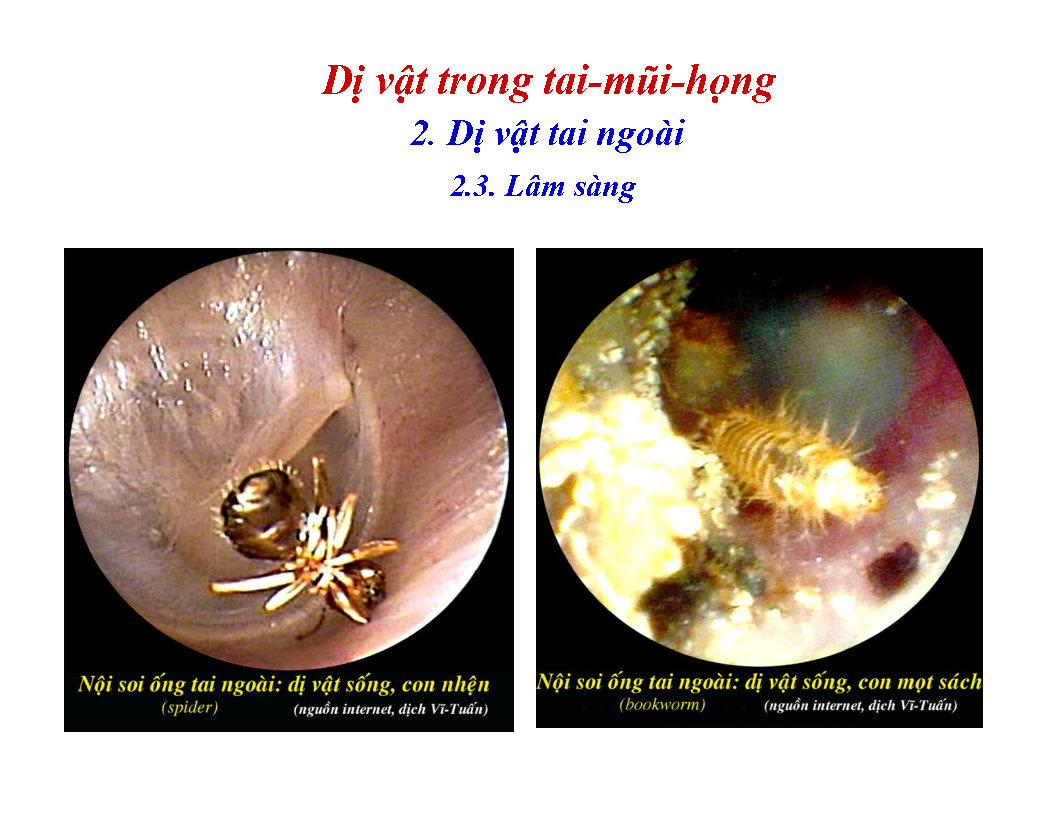 Dị vật trong tai-mũi-họng
2. Dị vật tai ngoài
2.3. Lâm sàng
Nội soi ống tai ngoài: dị vật sống, con nhện
(spider) (nguồn internet, dịch Vĩ-Tuấn)
Nội soi ống tai ngoài: dị vật sống, con mọt sách
(bookworm) (nguồn internet, dịch Vĩ-Tuấn)